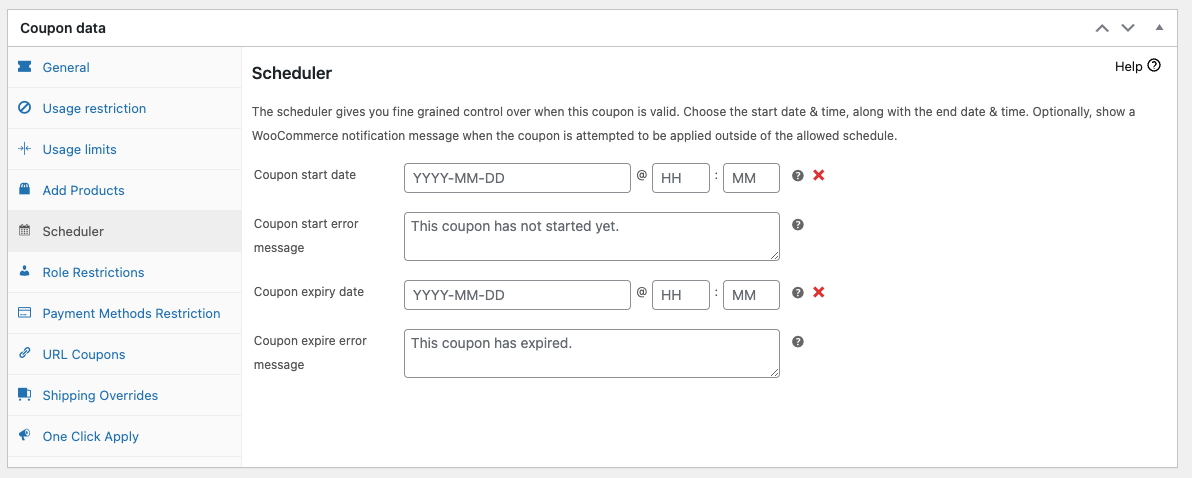 Coupon data
General
Usage restriction
Usage limits
Add Products
Scheduler
Role Restrictions
Payment Methods Restriction
URL Coupons
Shipping Overrides
One Click Apply
Scheduler
Help
The scheduler gives you fine grained control over when this coupon is valid. Choose the start date & time, along with the end date & time. Optionally, show a
WooCommerce notification message when the coupon is attempted to be applied outside of the allowed schedule.
Coupon start date YYYY-MM-DD @ HH : MM
Coupon start error
message
This coupon has not started yet.
Coupon expiry date YYYY-MM-DD @ HH : MM
Coupon expire error
message
This coupon has expired.